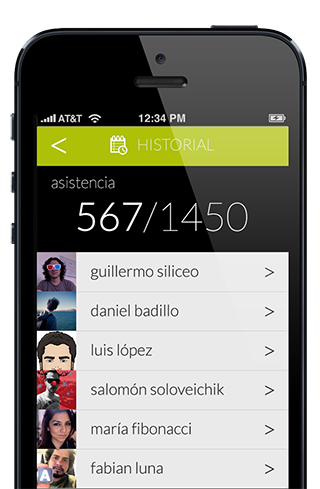 AT&T 12:34 PM
< HISTORIAL
asistencia
567/1450
guillermo siliceo >
daniel badillo >
luis lópez >
salomón soloveichik >
maría fibonacci >
fabian luna >
A